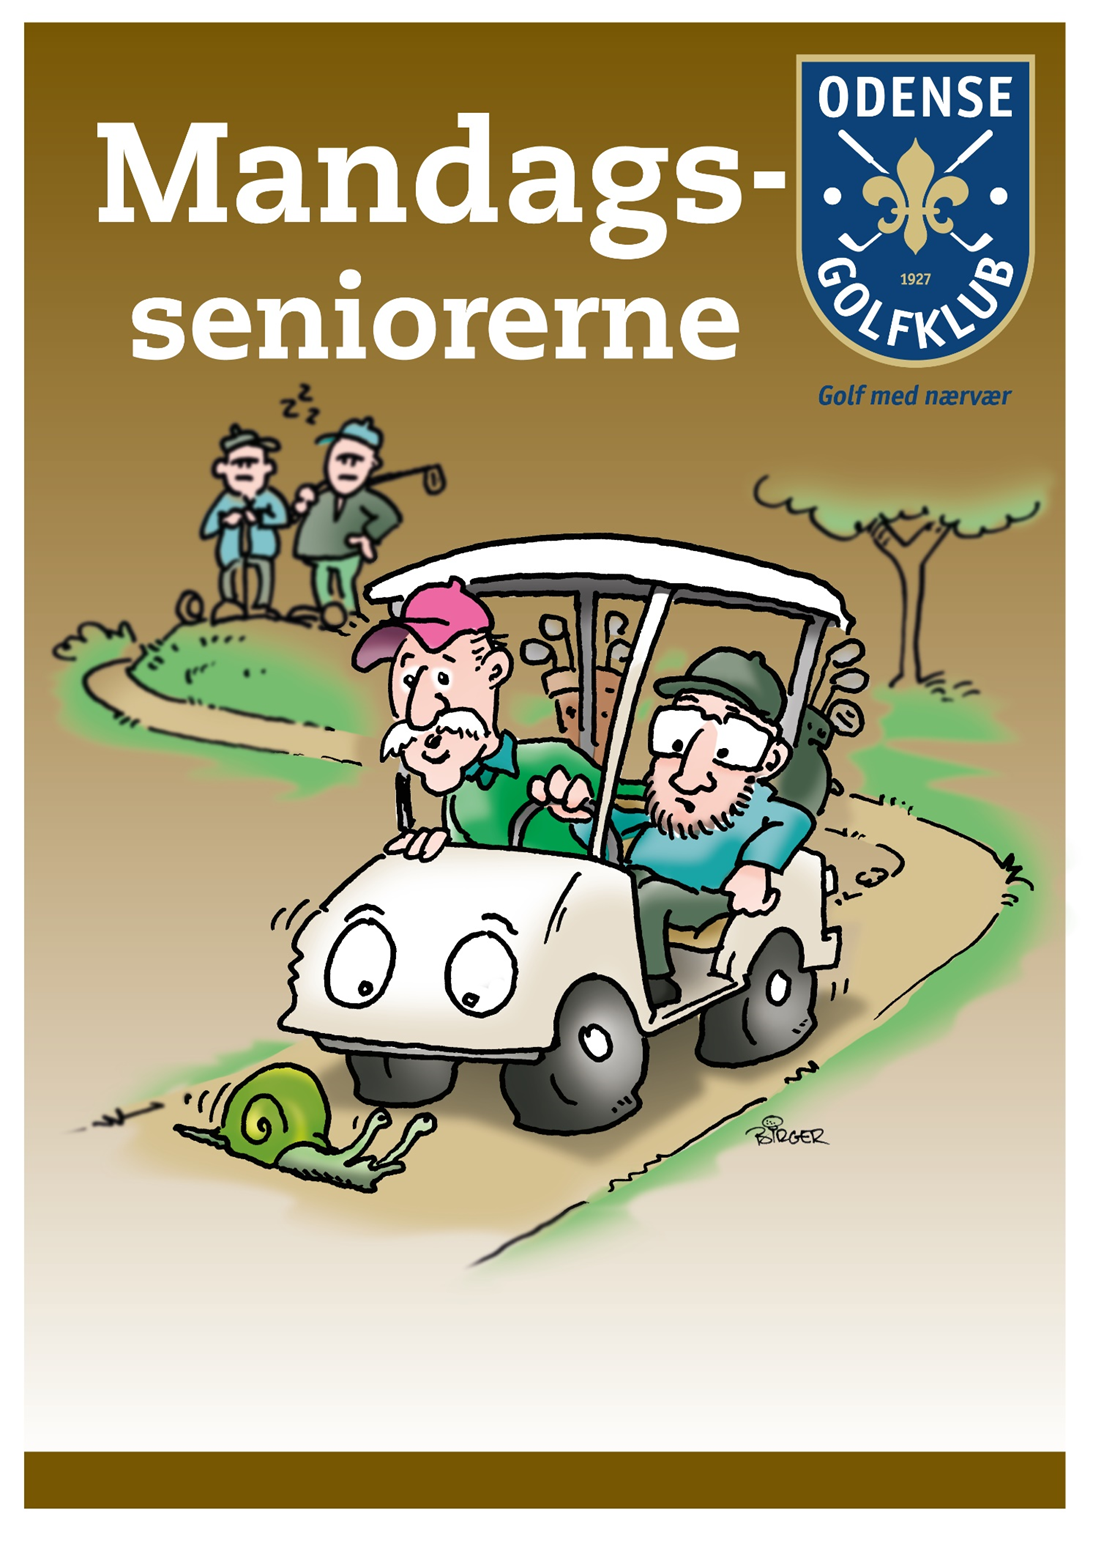 Mandags-
seniorerne
ODENSE
1927
GOLFKLUB
Golf med nærvær
z z z
BIRGER